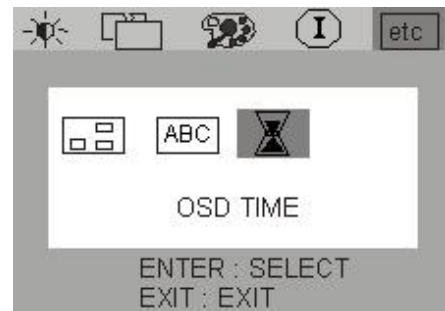 I etc
ABC
OSD TIME
ENTER : SELECT
EXIT : EXIT